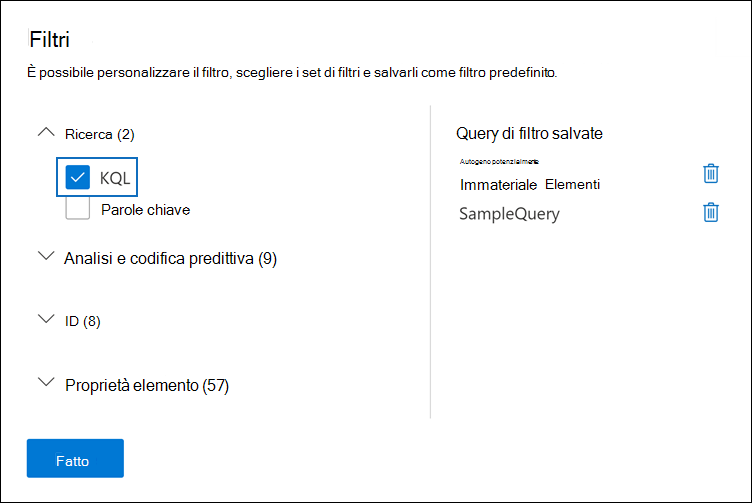 Filtri
È possibile personalizzare il filtro, scegliere i set di filtri e salvarli come filtro predefinito.
Ricerca (2)
KQL
Parole chiave
Analisi e codifica predittiva (9)
ID (8)
Proprietà elemento (57)
Query di filtro salvate
Autogeno potenzialmente
Immateriale Elementi
SampleQuery
Fatto